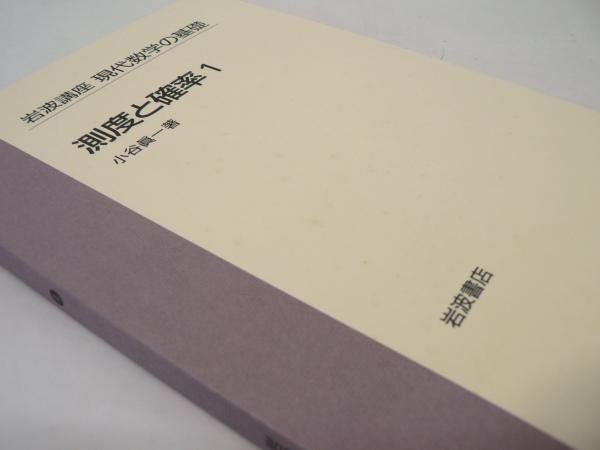 岩波講座 現代数学の基礎
測度と確率 1
小谷眞一 著
岩波書店